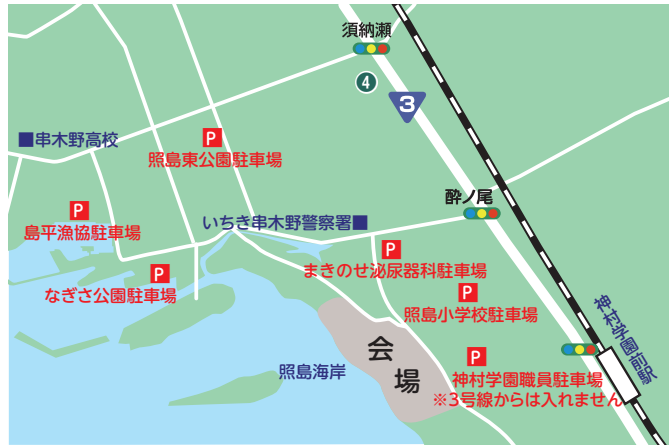 須納瀬
4
3
■串木野高校
P
照島東公園駐車場
酔ノ尾
P
島平漁協駐車場
いちき串木野警察署■
P
まきのせ泌尿器科駐車場
P
なぎさ公園駐車場
P
照島小学校駐車場
神村学園前駅
会場
照島海岸
P
神村学園職員駐車場
※3号線からは入れません